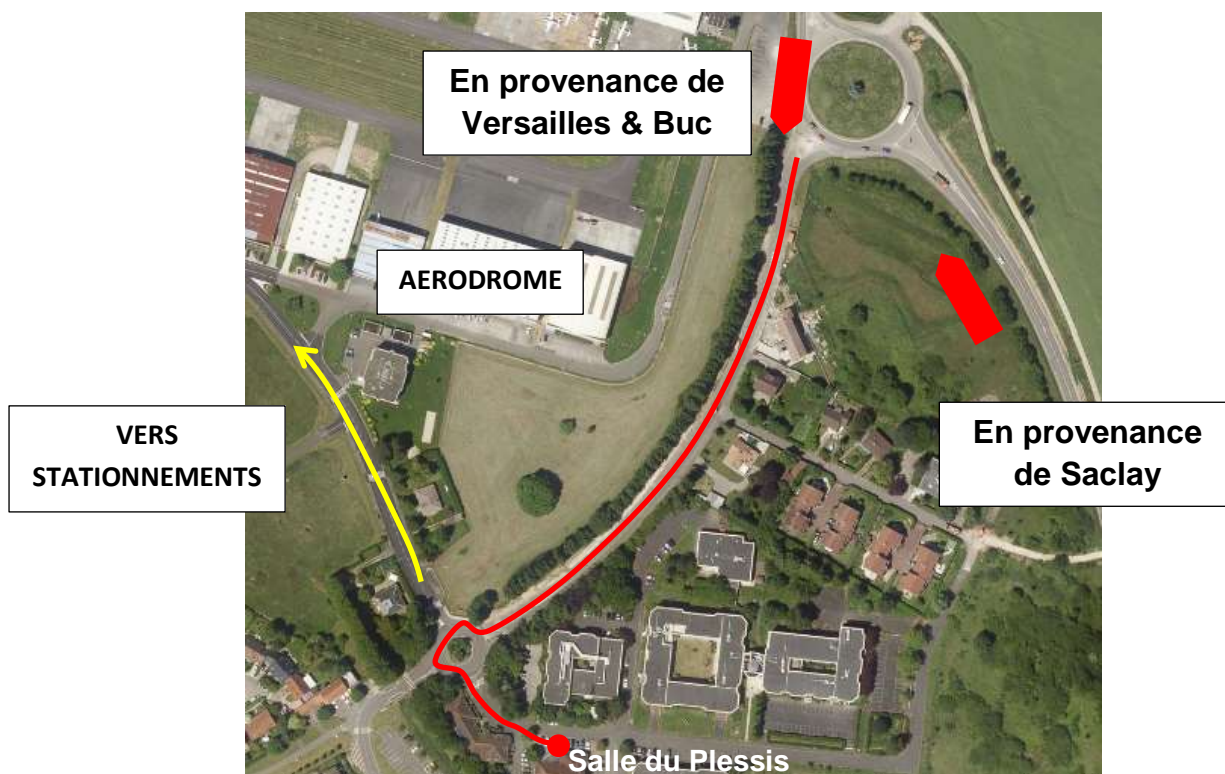 En provenance de
Versailles & Buc
AERODROME
VERS
STATIONNEMENTS
En provenance
de Saclay
Salle du Plessis